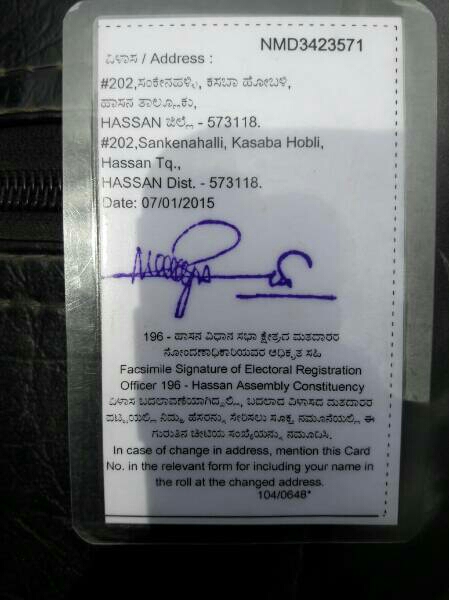 NMD3423571
ವಿಳಾಸ / Address :
#202,ಸಂಕೇನಹಳ್ಳಿ, ಕಸಬಾ ಹೋಬಳಿ,
ಹಾಸನ ತಾಲ್ಲೂಕು,
HASSAN ಜಿಲ್ಲೆ - 573118.
#202,Sankenahalli, Kasaba Hobli,
Hassan Tq.,
HASSAN Dist. - 573118.
Date: 07/01/2015
196 - ಹಾಸನ ವಿಧಾನ ಸಭಾ ಕ್ಷೇತ್ರದ ಮತದಾರರ
ನೋಂದಣಾಧಿಕಾರಿಯವರ ಅಧಿಕೃತ ಸಹಿ
Facsimile Signature of Electoral Registration
Officer 196 - Hassan Assembly Constituency
ವಿಳಾಸ ಬದಲಾವಣೆಯಾಗಿದ್ದಲ್ಲಿ, ಬದಲಾದ ವಿಳಾಸದ ಮತದಾರರ
ಪಟ್ಟಿಯಲ್ಲಿ ನಿಮ್ಮ ಹೆಸರನ್ನು ಸೇರಿಸಲು ಸೂಕ್ತ ನಮೂನೆಯಲ್ಲಿ ಈ
ಗುರುತಿನ ಚೀಟಿಯ ಸಂಖ್ಯೆಯನ್ನು ನಮೂದಿಸಿ.
In case of change in address, mention this Card
No. in the relevant form for including your name in
the roll at the changed address.
104/0648*